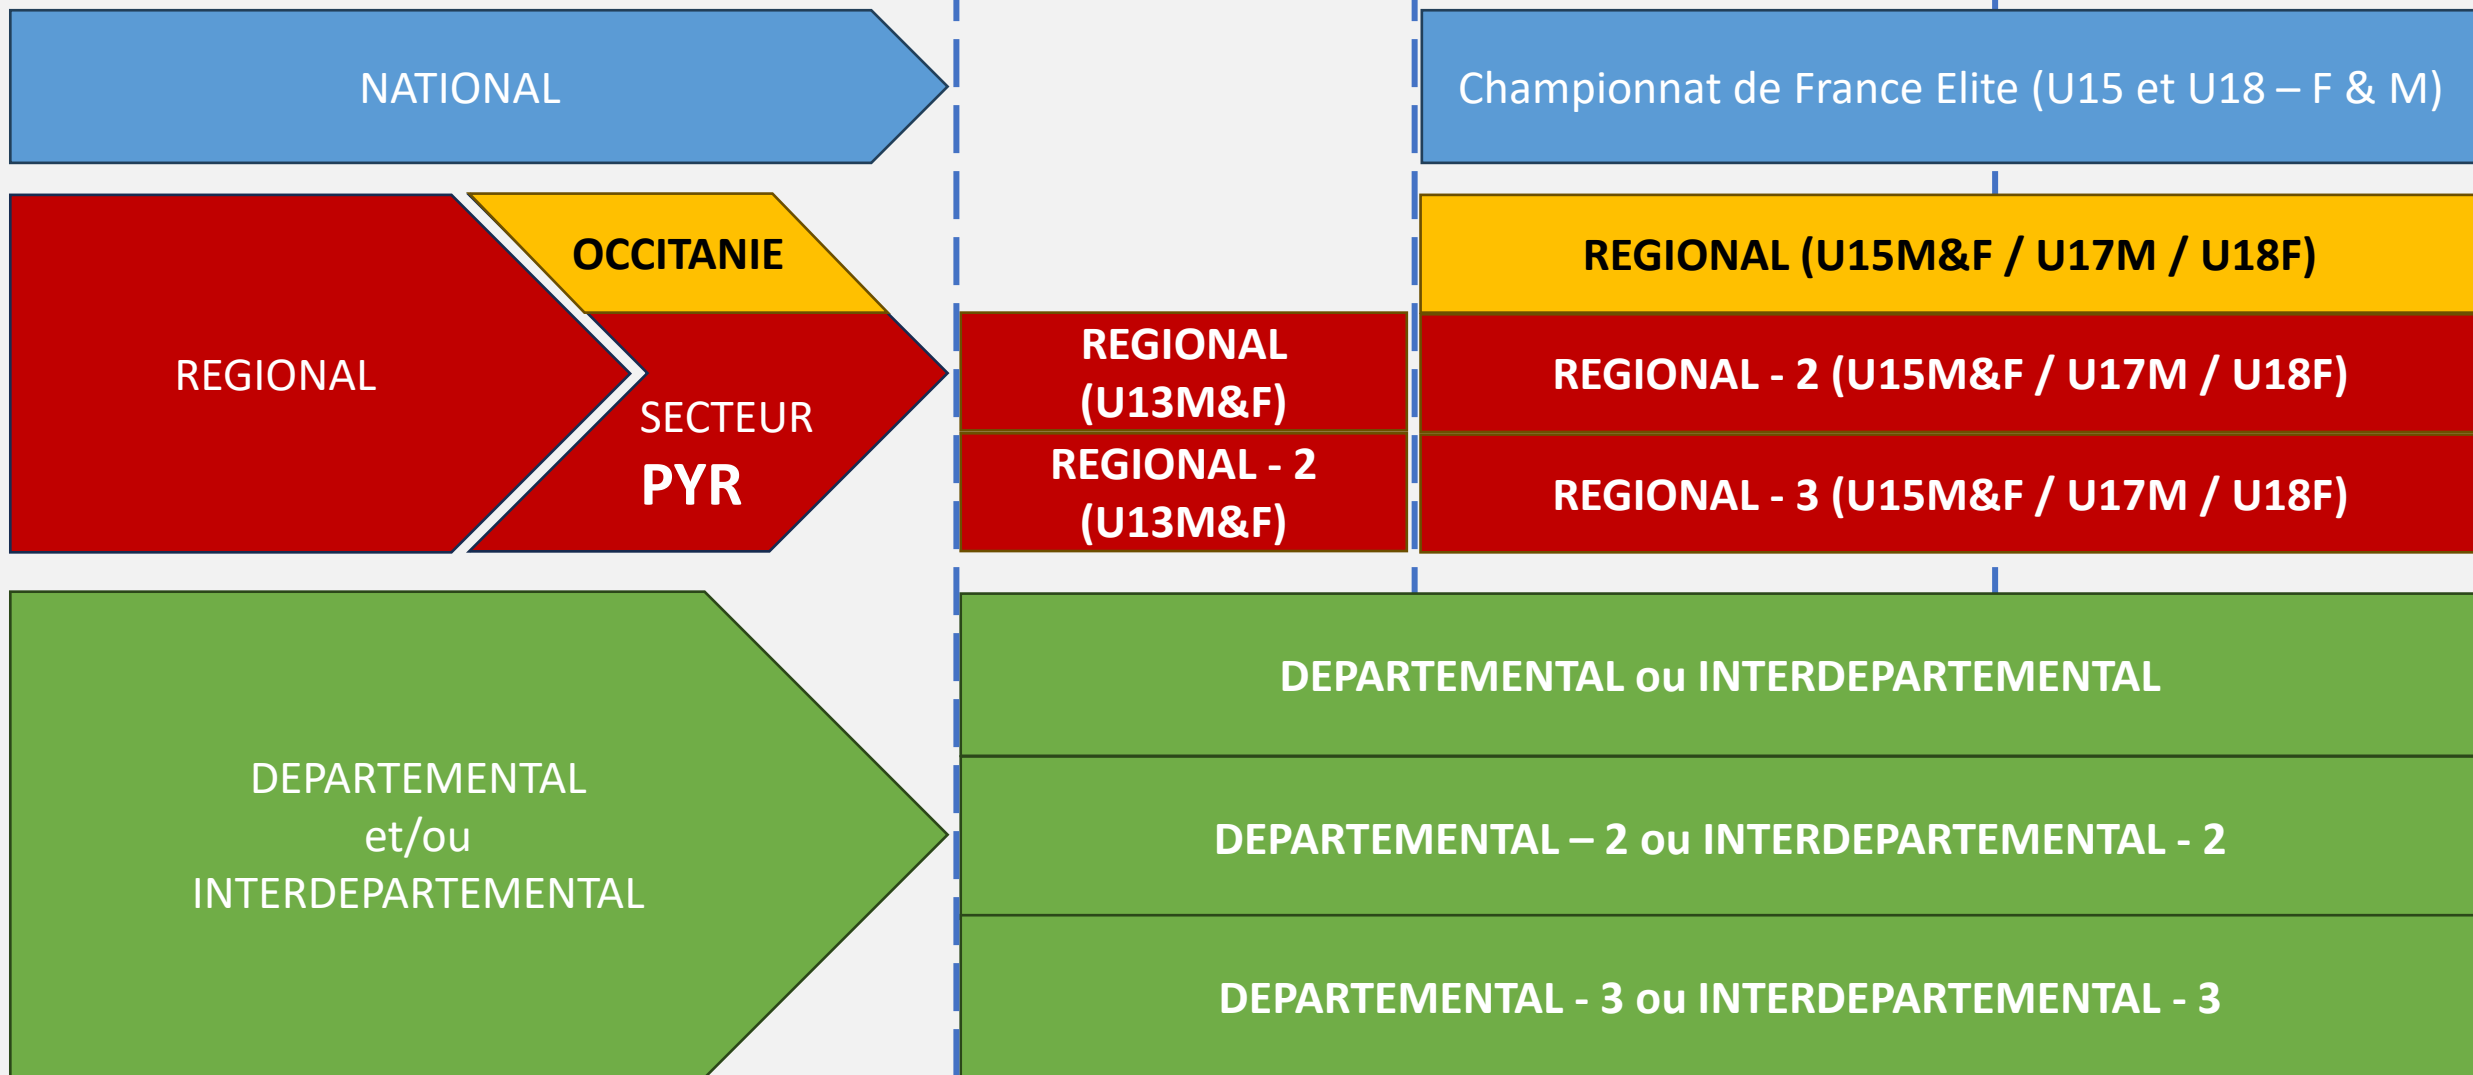 NATIONAL
Championnat de France Elite (U15 et U18 – F & M)
REGIONAL
OCCITANIE
SECTEUR
PYR
REGIONAL (U15M&F / U17M / U18F)
REGIONAL
(U13M&F)
REGIONAL - 2 (U15M&F / U17M / U18F)
REGIONAL - 2
(U13M&F)
REGIONAL - 3 (U15M&F / U17M / U18F)
DEPARTEMENTAL
et/ou
INTERDEPARTEMENTAL
DEPARTEMENTAL ou INTERDEPARTEMENTAL
DEPARTEMENTAL – 2 ou INTERDEPARTEMENTAL - 2
DEPARTEMENTAL - 3 ou INTERDEPARTEMENTAL - 3